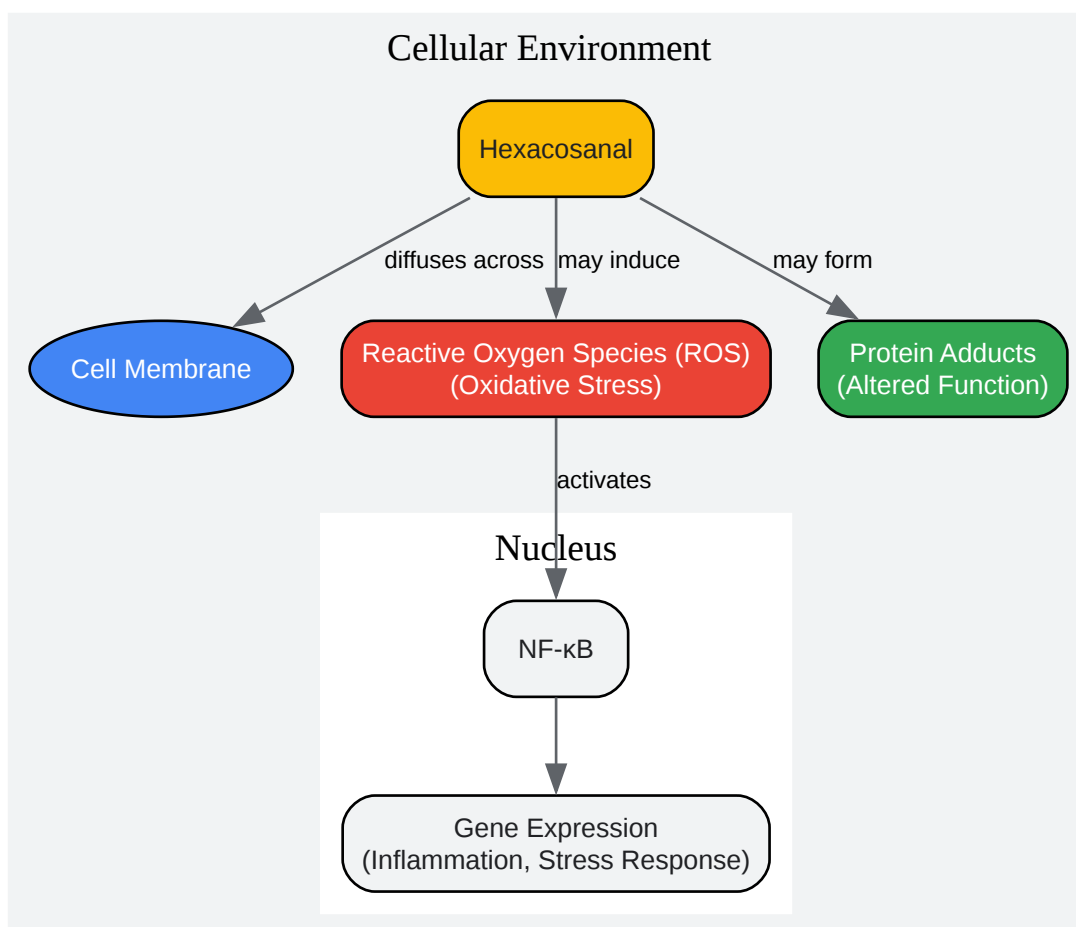 Cellular Environment
Hexacosanal
diffuses across
may induce
may form
Cell Membrane
Reactive Oxygen Species (ROS)
(Oxidative Stress)
Protein Adducts
(Altered Function)
activates
Nucleus
NF-κB
Gene Expression
(Inflammation, Stress Response)